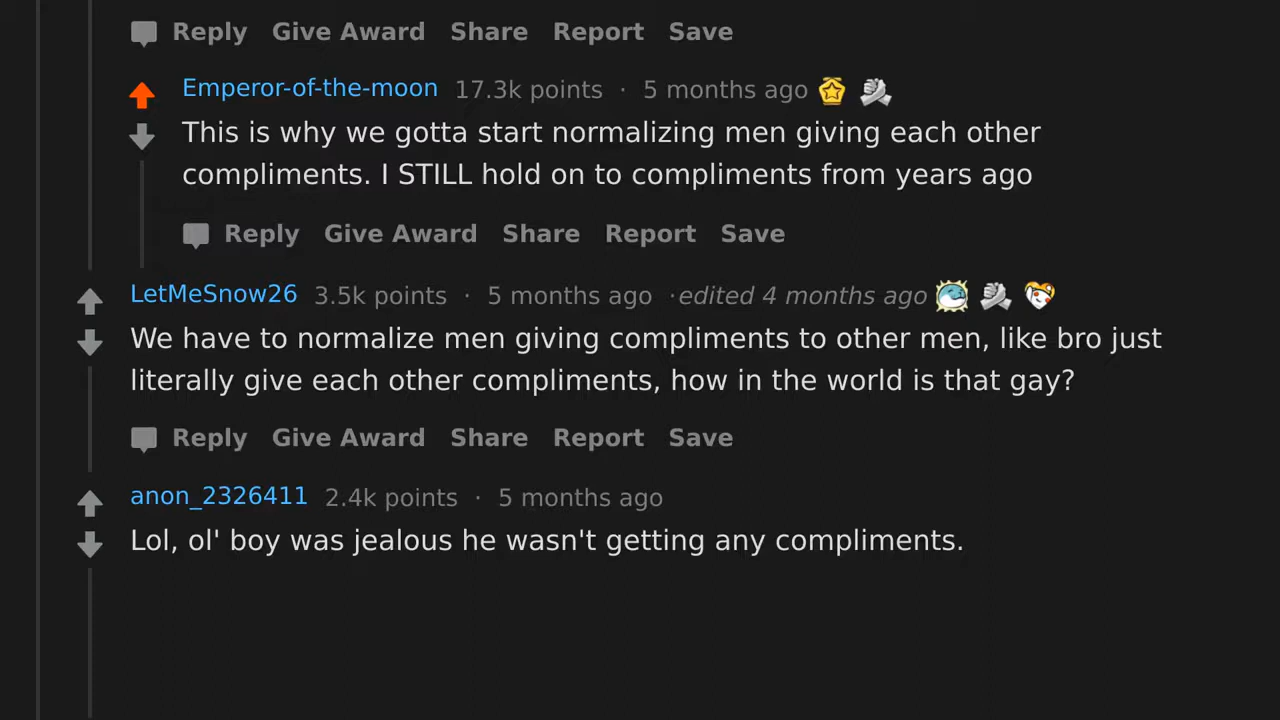 Reply Give Award Share Report Save
Emperor-of-the-moon 17.3k points · 5 months ago
This is why we gotta start normalizing men giving each other
compliments. I STILL hold on to compliments from years ago
Reply Give Award Share Report Save
LetMeSnow26 3.5k points · 5 months ago ·edited 4 months ago
We have to normalize men giving compliments to other men, like bro just
literally give each other compliments, how in the world is that gay?
Reply Give Award Share Report Save
anon_2326411 2.4k points · 5 months ago
Lol, ol' boy was jealous he wasn't getting any compliments.